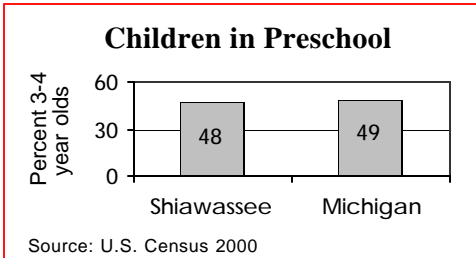 Children in Preschool
Percent 3-4
year olds
60
30
0
48
49
Shiawassee
Michigan
Source: U.S. Census 2000